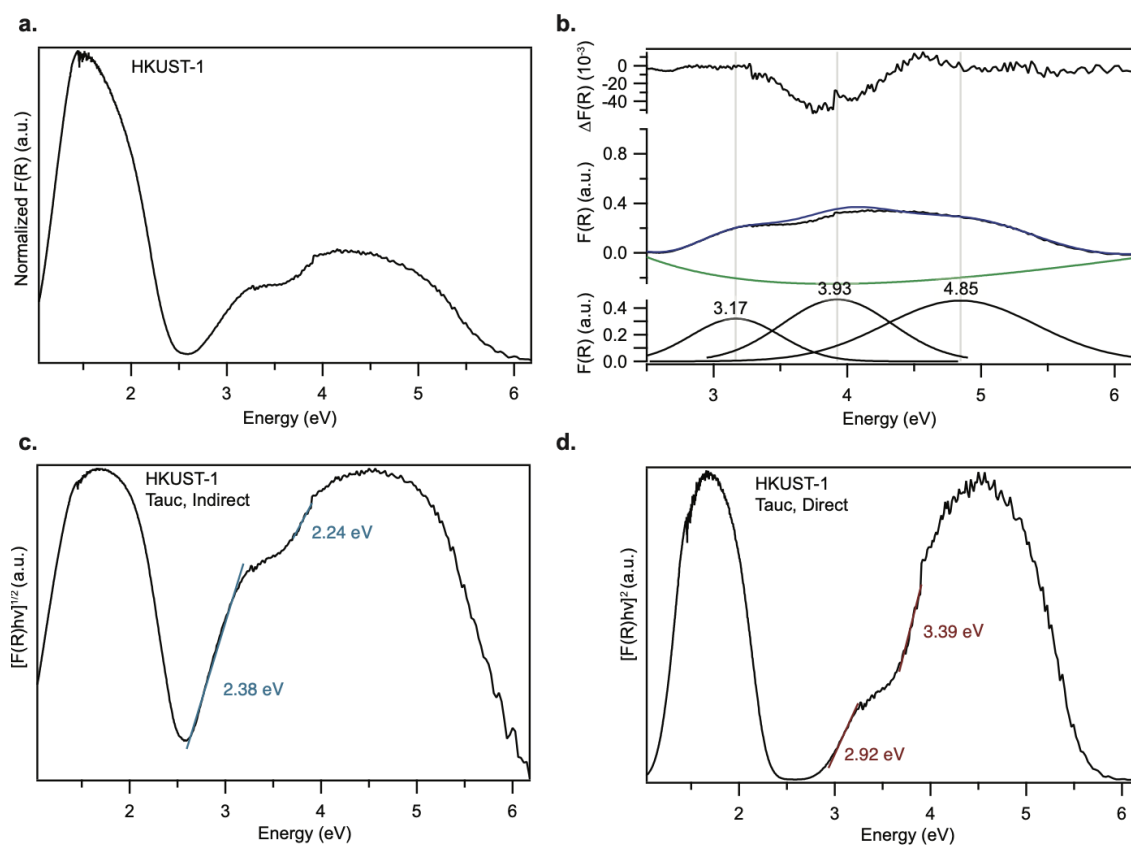 a.
HKUST-1
Normalized F(R) (a.u.)
2
3
4
5
6
Energy (eV)
b.
ΔF(R) (10⁻³)
0
-20
-40
F(R) (a.u.)
0.8
0.4
0.0
3.17
3.93
4.85
F(R) (a.u.)
0.4
0.2
0.0
3
4
5
6
Energy (eV)
c.
HKUST-1
Tauc, Indirect
2.24 eV
2.38 eV
[F(R)hv]¹/² (a.u.)
2
3
4
5
6
Energy (eV)
d.
HKUST-1
Tauc, Direct
3.39 eV
2.92 eV
[F(R)hv]² (a.u.)
2
3
4
5
6
Energy (eV)